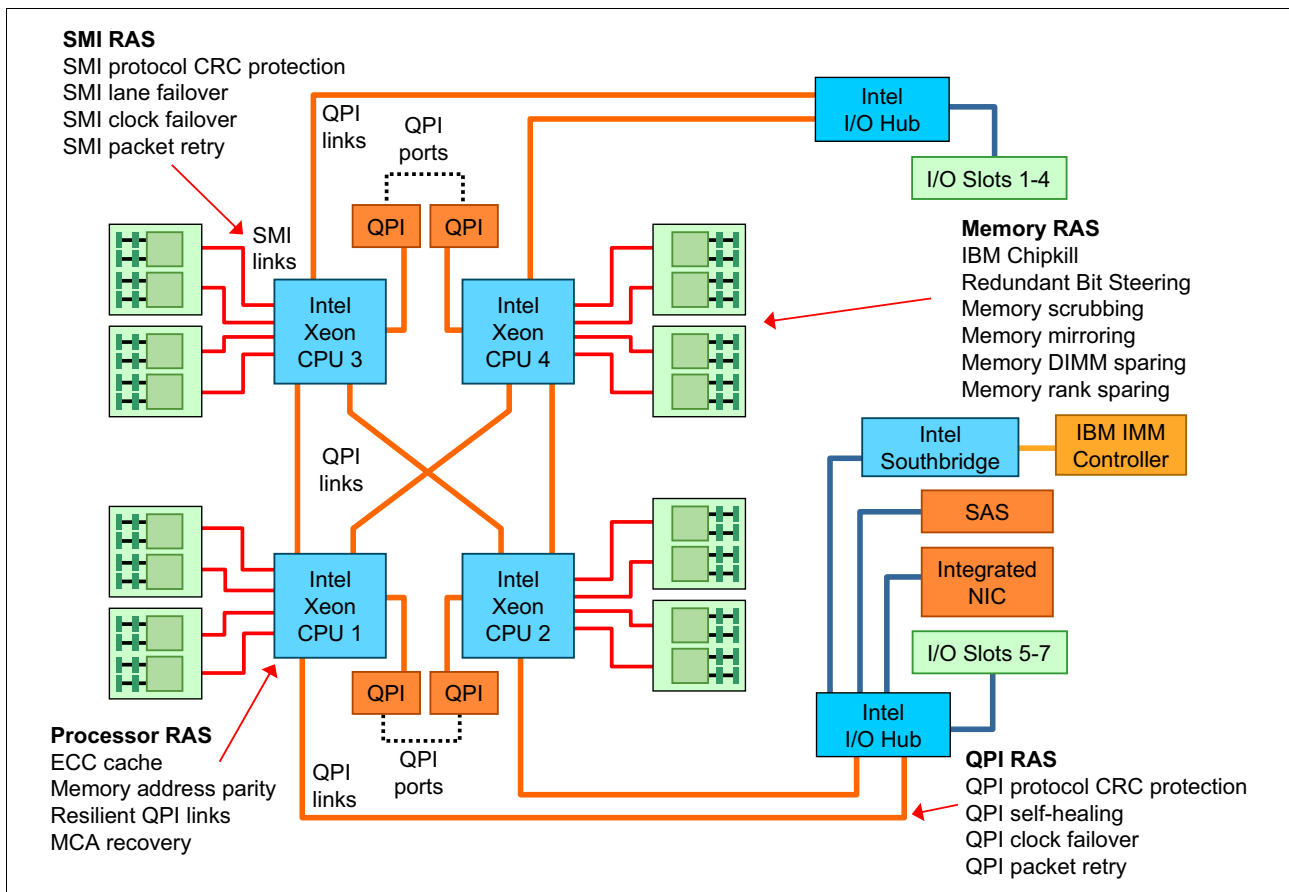 SMI RAS
SMI protocol CRC protection
SMI lane failover
SMI clock failover
SMI packet retry
QPI
links
QPI
ports
Intel
I/O Hub
I/O Slots 1-4
QPI
QPI
SMI
links
Intel
Xeon
CPU 3
Intel
Xeon
CPU 4
Memory RAS
IBM Chipkill
Redundant Bit Steering
Memory scrubbing
Memory mirroring
Memory DIMM sparing
Memory rank sparing
QPI
links
Intel
Southbridge
IBM IMM
Controller
SAS
Integrated
NIC
I/O Slots 5-7
Intel
Xeon
CPU 1
Intel
Xeon
CPU 2
QPI
QPI
Intel
I/O Hub
Processor RAS
ECC cache
Memory address parity
Resilient QPI links
MCA recovery
QPI
links
QPI
ports
QPI RAS
QPI protocol CRC protection
QPI self-healing
QPI clock failover
QPI packet retry